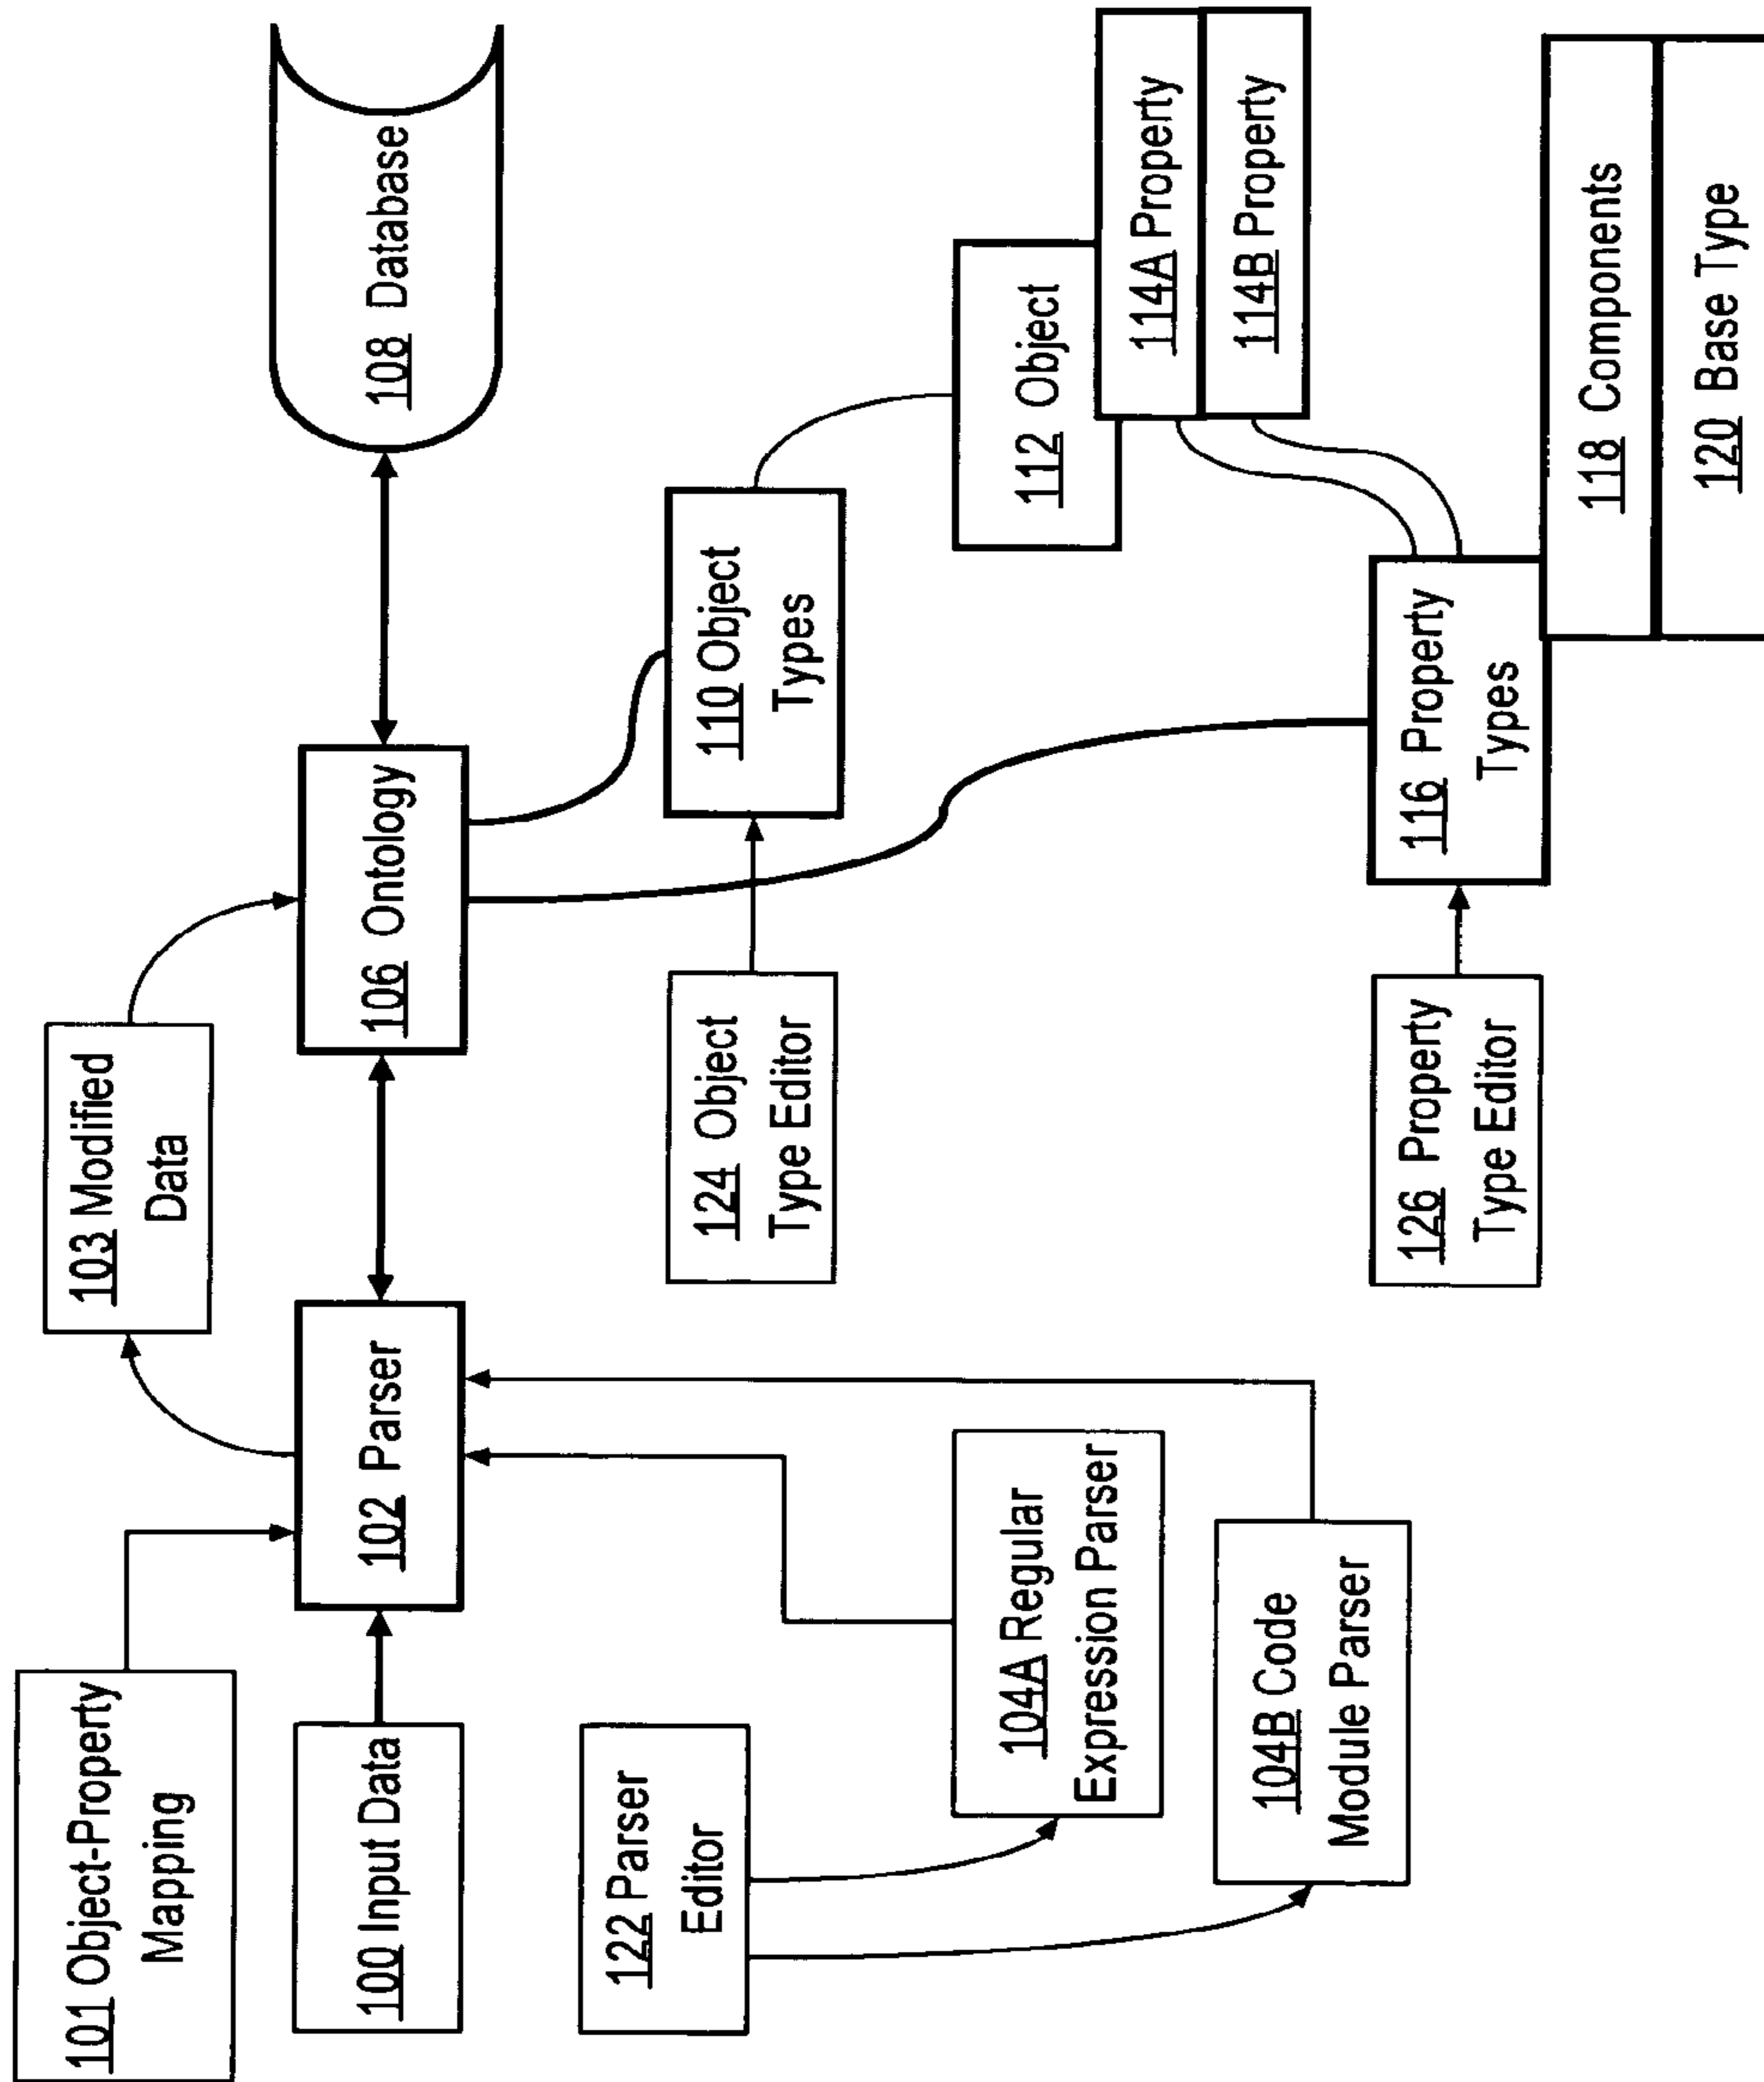 101 Object-Property
Mapping
100 Input Data
102 Parser
103 Modified
Data
106 Ontology
108 Database
122 Parser
Editor
104A Regular
Expression Parser
104B Code
Module Parser
124 Object
Type Editor
110 Object
Types
112 Object
114A Property
114B Property
126 Property
Type Editor
116 Property
Types
118 Components
120 Base Type